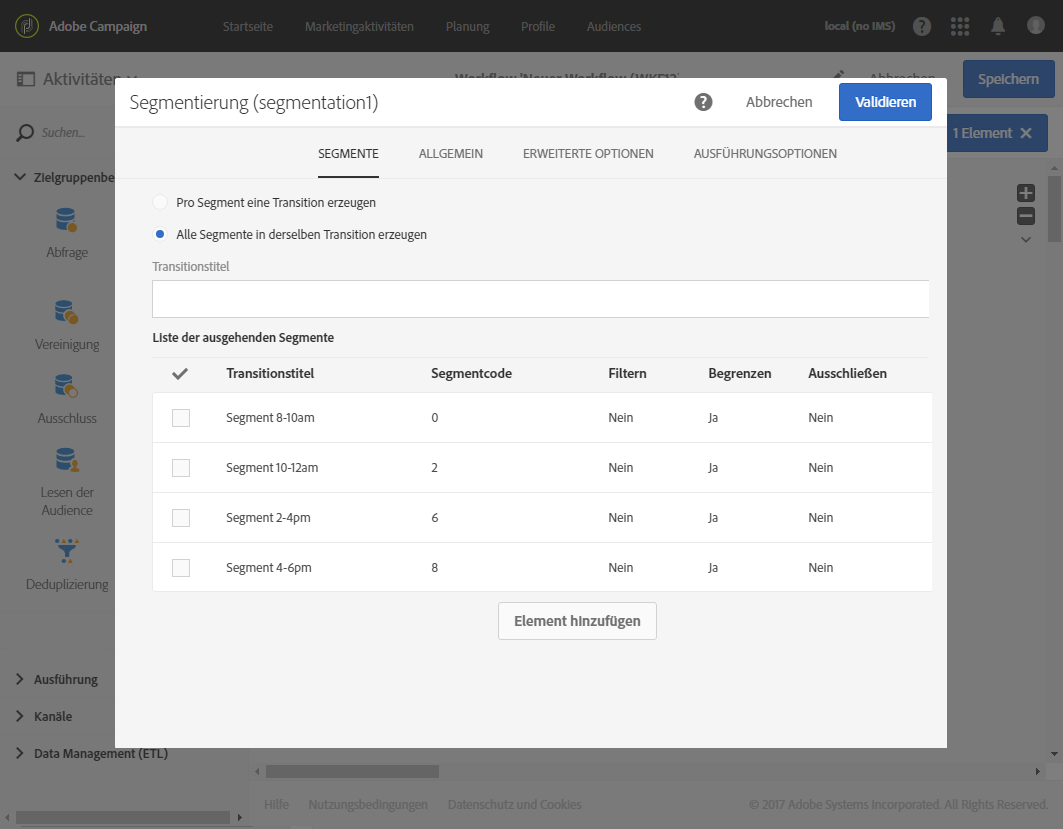 Adobe Campaign
Startseite
Marketingaktivitäten
Planung
Profile
Audiences
local (no IMS)
Aktivitäten
Workflow 'Neuer Workflow (WKF12)'
Abbrechen
Speichern
Suchen...
1 Element
Zielgruppenbe
Abfrage
Vereinigung
Ausschluss
Lesen der
Audience
Deduplizierung
Ausführung
Kanäle
Data Management (ETL)
Segmentierung (segmentation1)
Abbrechen
Validieren
SEGMENTE
ALLGEMEIN
ERWEITERTE OPTIONEN
AUSFÜHRUNGSOPTIONEN
Pro Segment eine Transition erzeugen
Alle Segmente in derselben Transition erzeugen
Transitionstitel
Liste der ausgehenden Segmente
Transitionstitel Segmentcode Filtern Begrenzen Ausschließen
Segment 8-10am 0 Nein Ja Nein
Segment 10-12am 2 Nein Ja Nein
Segment 2-4pm 6 Nein Ja Nein
Segment 4-6pm 8 Nein Ja Nein
Element hinzufügen
Hilfe
Nutzungsbedingungen
Datenschutz und Cookies
© 2017 Adobe Systems Incorporated. All Rights Reserved.